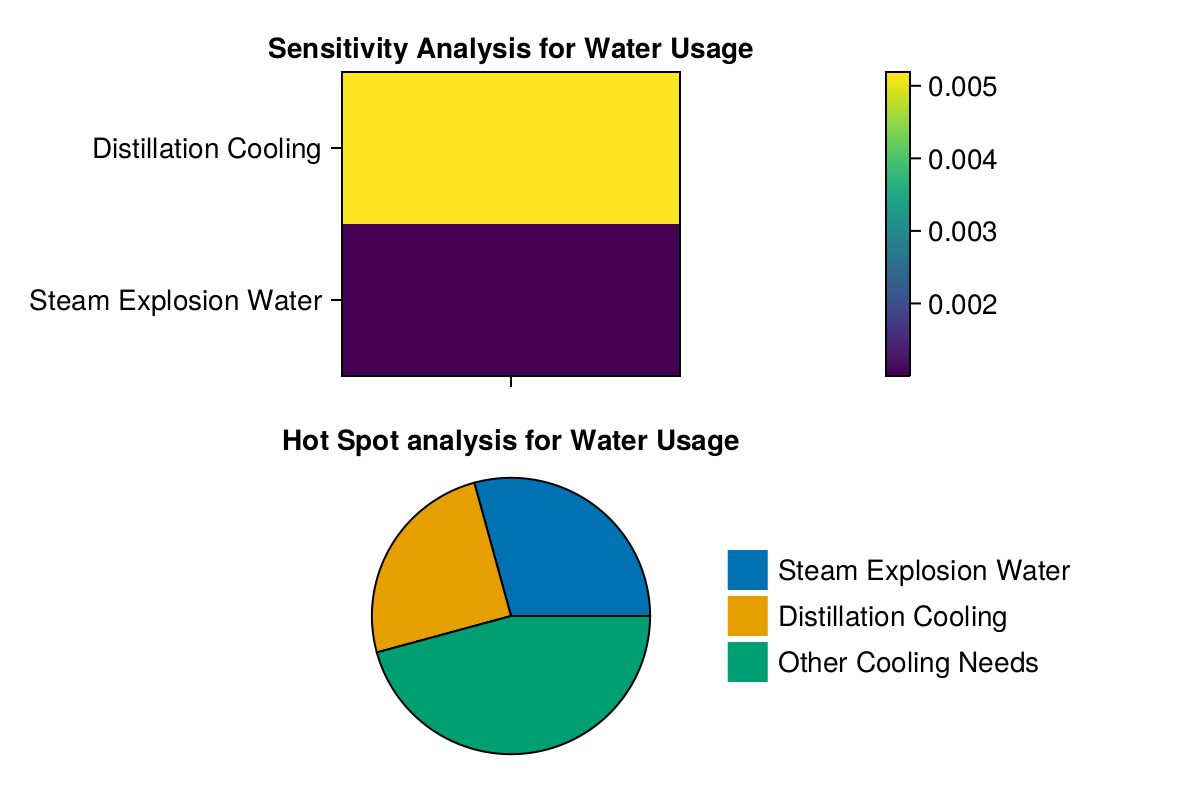 Sensitivity Analysis for Water Usage
Distillation Cooling
Steam Explosion Water
0.005
0.004
0.003
0.002
Hot Spot analysis for Water Usage
Steam Explosion Water
Distillation Cooling
Other Cooling Needs